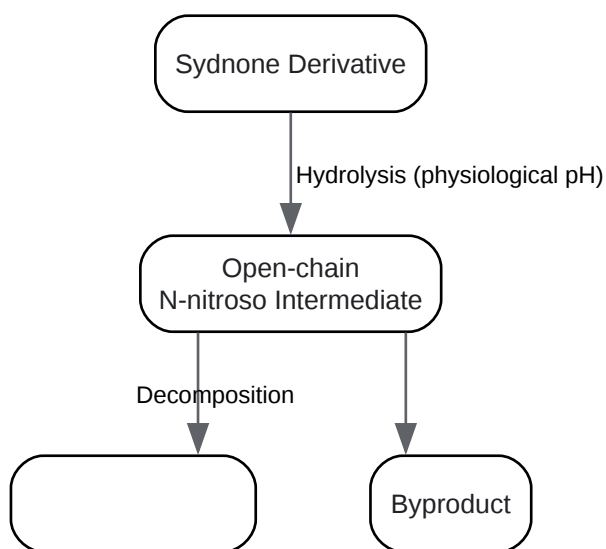 Sydnone Derivative
Hydrolysis (physiological pH)
Open-chain
N-nitroso Intermediate
Decomposition
Byproduct